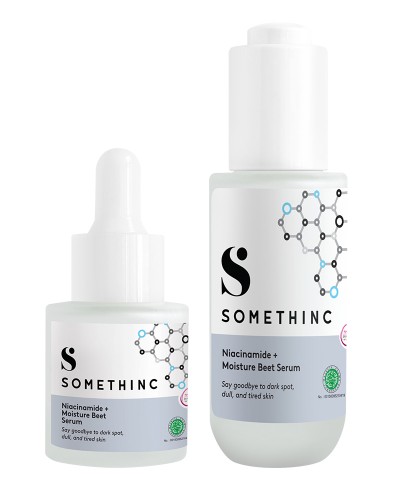 S
SOMETHINC
Niacinamide +
Moisture Beet
Serum
Say goodbye to dark spot,
dull, and tired skin
S
SOMETHINC
Niacinamide +
Moisture Beet Serum
Say goodbye to dark spot,
dull, and tired skin